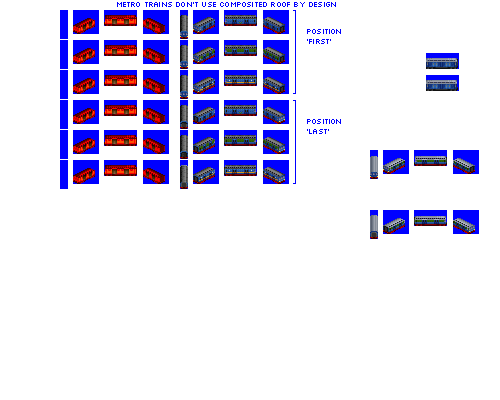 METRO TRAINS DON'T USE COMPOSITED ROOF BY DESIGN
POSITION
'FIRST'
POSITION
'LAST'